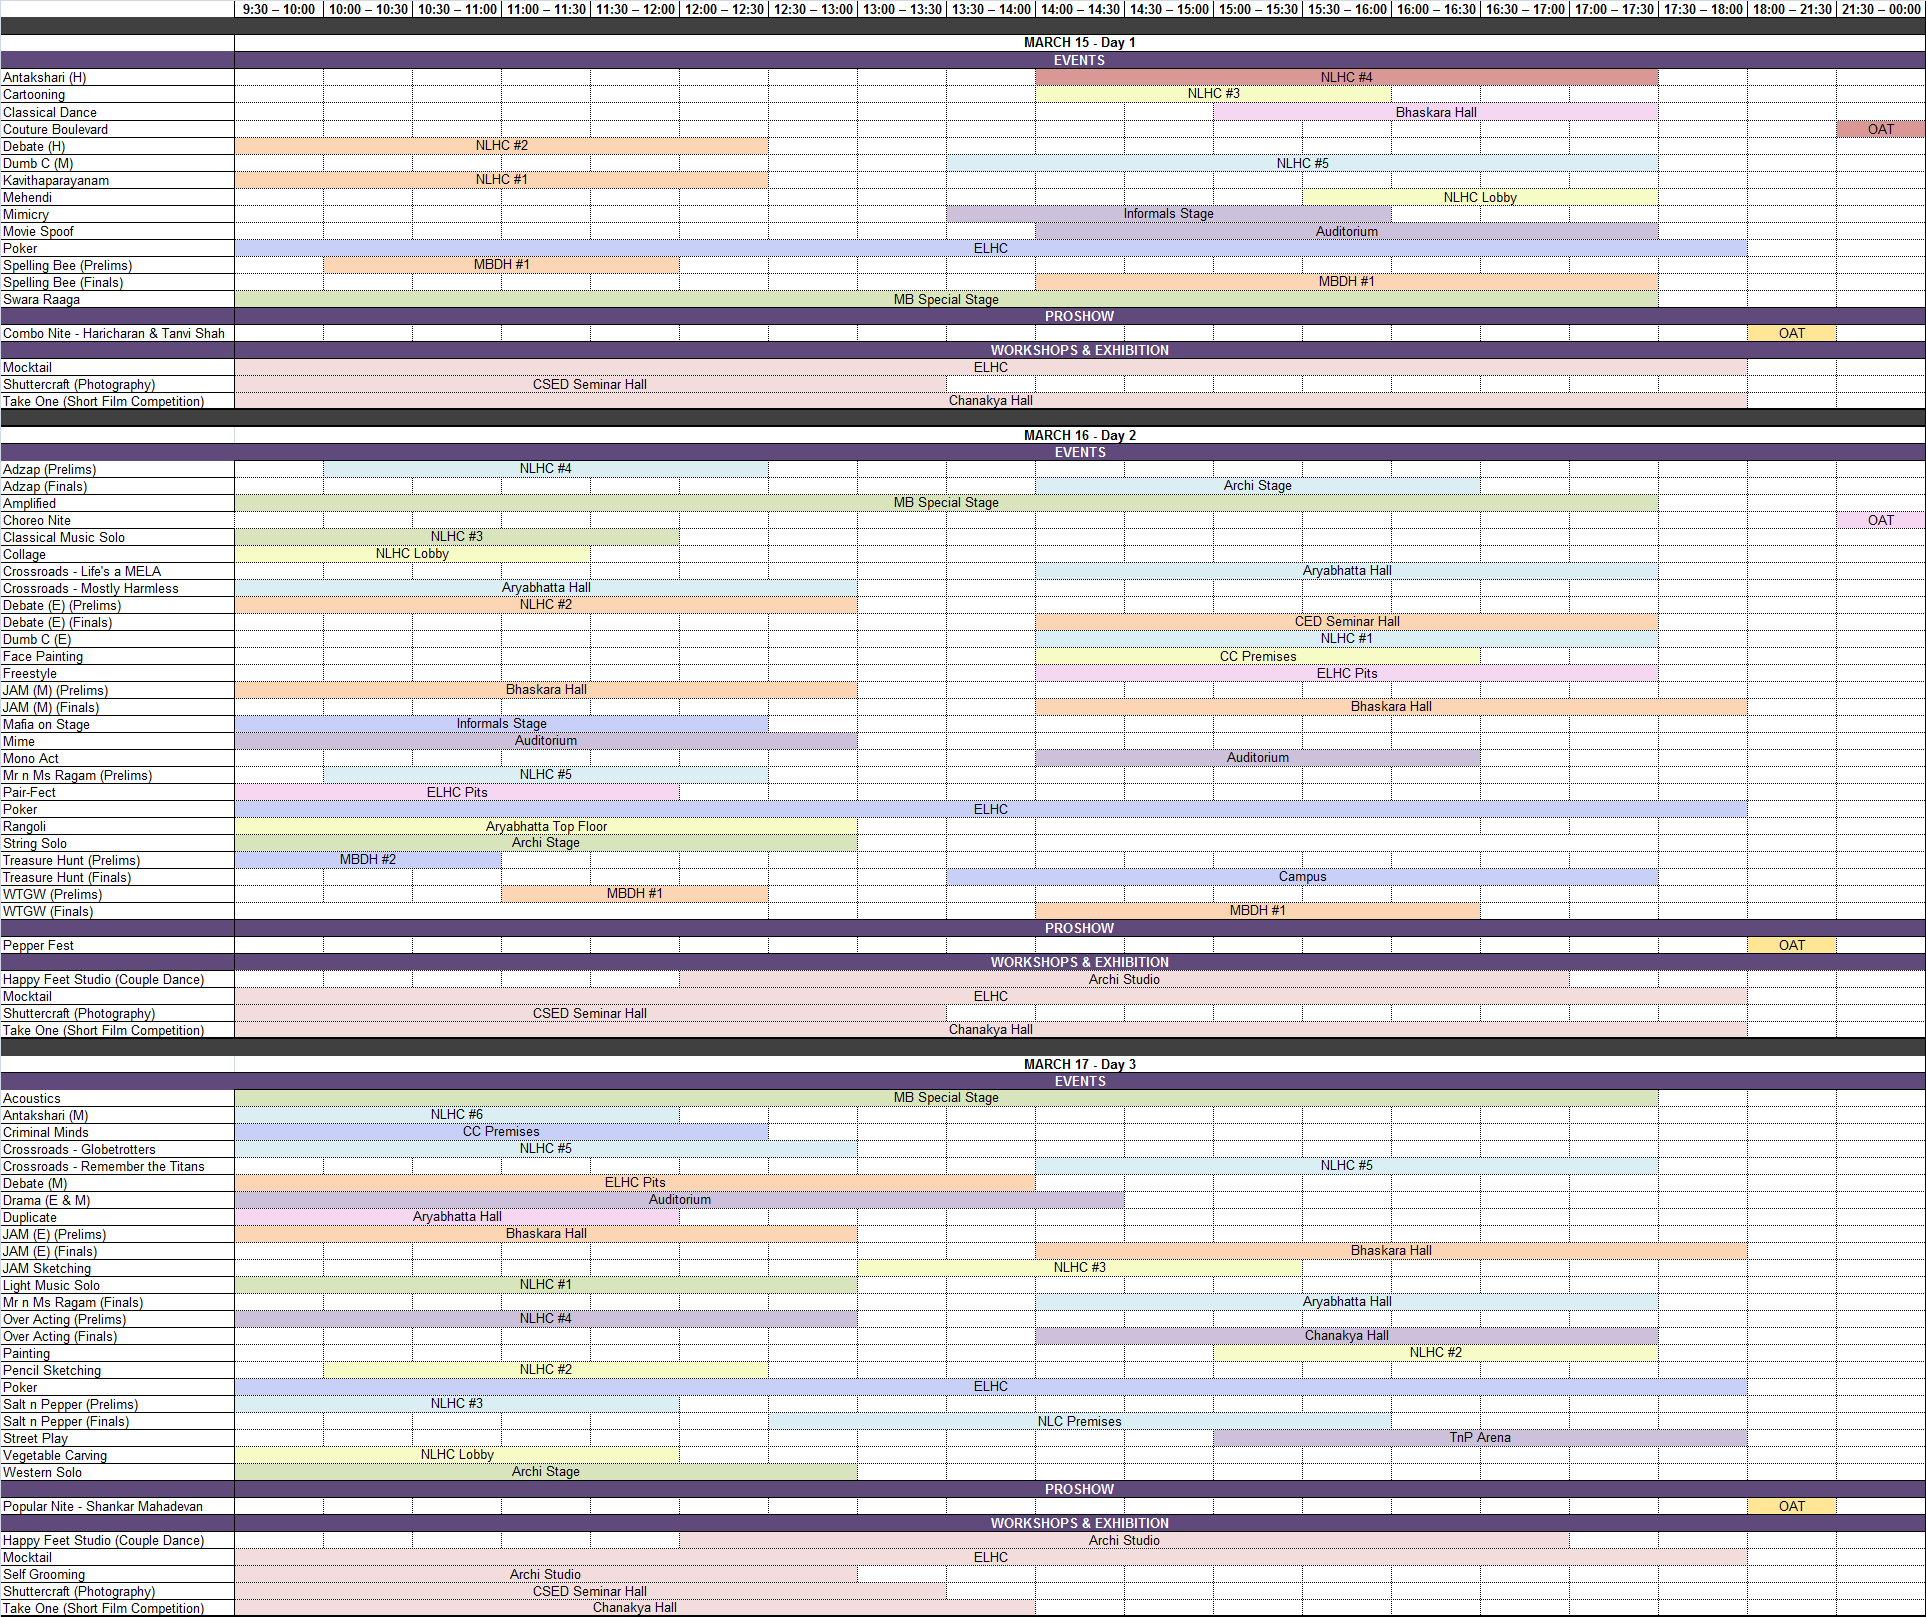 9:30 – 10:00 10:00 – 10:30 10:30 – 11:00 11:00 – 11:30 11:30 – 12:00 12:00 – 12:30 12:30 – 13:00 13:00 – 13:30 13:30 – 14:00 14:00 – 14:30 14:30 – 15:00 15:00 – 15:30 15:30 – 16:00 16:00 – 16:30 16:30 – 17:00 17:00 – 17:30 17:30 – 18:00 18:00 – 21:30 21:30 – 00:00
MARCH 15 - Day 1
EVENTS
Antakshari (H) NLHC #4
Cartooning NLHC #3
Classical Dance Bhaskara Hall
Couture Boulevard OAT
Debate (H) NLHC #2
Dumb C (M) NLHC #5
Kavithaparayanam NLHC #1
Mehendi NLHC Lobby
Mimicry Informals Stage
Movie Spoof Auditorium
Poker ELHC
Spelling Bee (Prelims) MBDH #1
Spelling Bee (Finals) MBDH #1
Swara Raaga MB Special Stage
PROSHOW
Combo Nite - Haricharan & Tanvi Shah OAT
WORKSHOPS & EXHIBITION
Mocktail ELHC
Shuttercraft (Photography) CSED Seminar Hall
Take One (Short Film Competition) Chanakya Hall
MARCH 16 - Day 2
EVENTS
Adzap (Prelims) NLHC #4
Adzap (Finals) Archi Stage
Amplified MB Special Stage
Choreo Nite OAT
Classical Music Solo NLHC #3
Collage NLHC Lobby
Crossroads - Life's a MELA Aryabhatta Hall
Crossroads - Mostly Harmless Aryabhatta Hall
Debate (E) (Prelims) NLHC #2
Debate (E) (Finals) CED Seminar Hall
Dumb C (E) NLHC #1
Face Painting CC Premises
Freestyle ELHC Pits
JAM (M) (Prelims) Bhaskara Hall
JAM (M) (Finals) Bhaskara Hall
Mafia on Stage Informals Stage
Mime Auditorium
Mono Act Auditorium
Mr n Ms Ragam (Prelims) NLHC #5
Pair-Fect ELHC Pits
Poker ELHC
Rangoli Aryabhatta Top Floor
String Solo Archi Stage
Treasure Hunt (Prelims) MBDH #2
Treasure Hunt (Finals) Campus
WTGW (Prelims) MBDH #1
WTGW (Finals) MBDH #1
PROSHOW
Pepper Fest OAT
WORKSHOPS & EXHIBITION
Happy Feet Studio (Couple Dance) Archi Studio
Mocktail ELHC
Shuttercraft (Photography) CSED Seminar Hall
Take One (Short Film Competition) Chanakya Hall
MARCH 17 - Day 3
EVENTS
Acoustics MB Special Stage
Antakshari (M) NLHC #6
Criminal Minds CC Premises
Crossroads - Globetrotters NLHC #5
Crossroads - Remember the Titans NLHC #5
Debate (M) ELHC Pits
Drama (E & M) Auditorium
Duplicate Aryabhatta Hall
JAM (E) (Prelims) Bhaskara Hall
JAM (E) (Finals) Bhaskara Hall
JAM Sketching NLHC #3
Light Music Solo NLHC #1
Mr n Ms Ragam (Finals) Aryabhatta Hall
Over Acting (Prelims) NLHC #4
Over Acting (Finals) Chanakya Hall
Painting NLHC #2
Pencil Sketching NLHC #2
Poker ELHC
Salt n Pepper (Prelims) NLHC #3
Salt n Pepper (Finals) NLC Premises
Street Play TnP Arena
Vegetable Carving NLHC Lobby
Western Solo Archi Stage
PROSHOW
Popular Nite - Shankar Mahadevan OAT
WORKSHOPS & EXHIBITION
Happy Feet Studio (Couple Dance) Archi Studio
Mocktail ELHC
Self Grooming Archi Studio
Shuttercraft (Photography) CSED Seminar Hall
Take One (Short Film Competition) Chanakya Hall